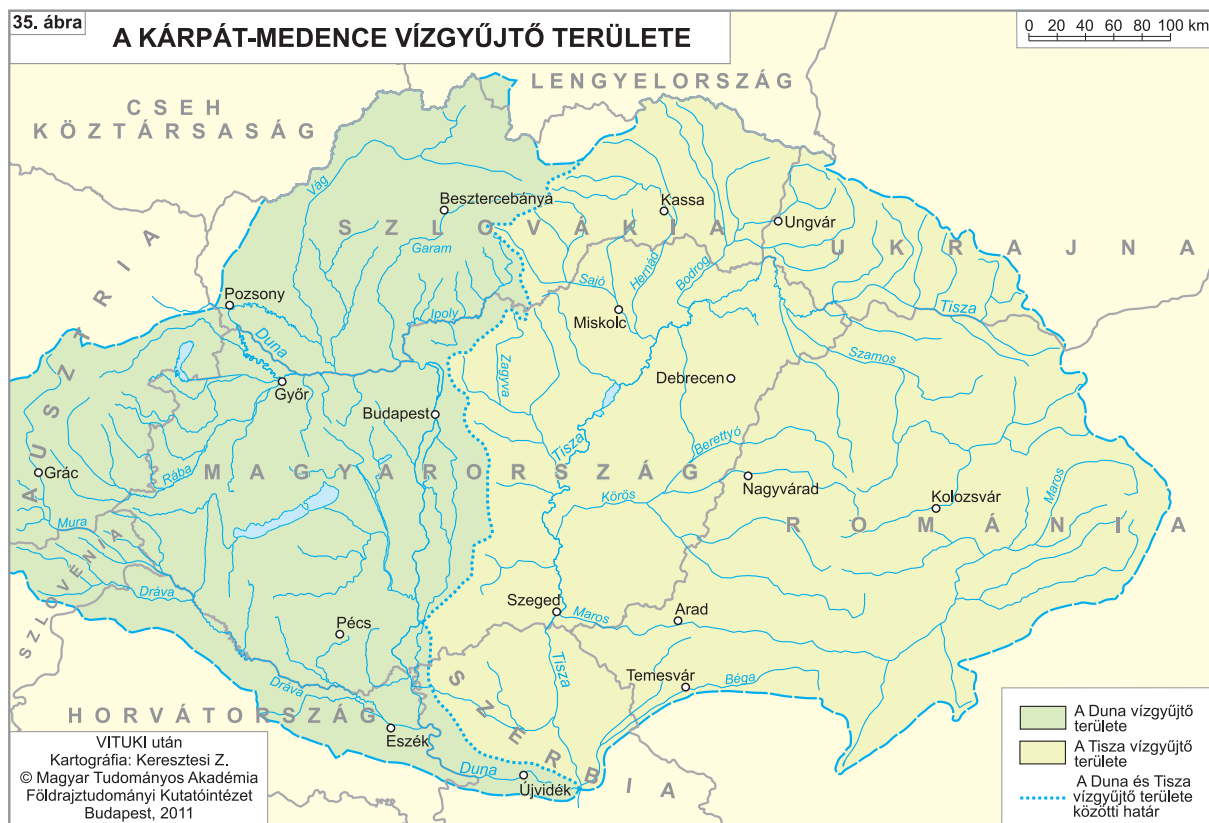 35. ábra
A KÁRPÁT-MEDENCE VÍZGYŰJTŐ TERÜLETE
0 20 40 60 80 100 km
LENGYELORSZÁG
CSEH
KÖZTÁRSASÁG
Vág
Besztercebánya
Kassa
Ungvár
SZLOVÁKIA
UKRAJNA
Garam
AUSZTRIA
Sajó
Hernád
Bodrog
Pozsony
Ipoly
Miskolc
Tisza
Duna
Szamos
Zagyva
Debrecen
Győr
Budapest
Berettyó
Tisza
Grác
Rába
MAGYARORSZÁG
Nagyvárad
Maros
Körös
Kolozsvár
Mura
ROMÁNIA
SZLOVÉNIA
Dráva
Szeged
Maros
Arad
Pécs
Tisza
Temesvár
Béga
Dráva
SZERBIA
HORVÁTORSZÁG
Eszék
Duna
Újvidék
VITUKI után
Kartográfia: Keresztesi Z.
© Magyar Tudományos Akadémia
Földrajztudományi Kutatóintézet
Budapest, 2011
A Duna vízgyűjtő
területe
A Tisza vízgyűjtő
területe
A Duna és Tisza
vízgyűjtő területe
közötti határ